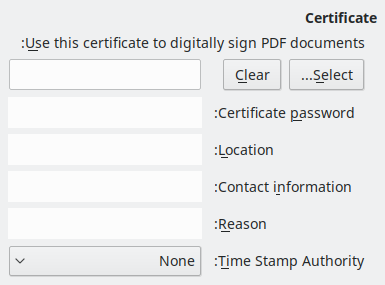 Certificate
:Use this certificate to digitally sign PDF documents
Clear ...Select
:Certificate password
:Location
:Contact information
:Reason
None :Time Stamp Authority